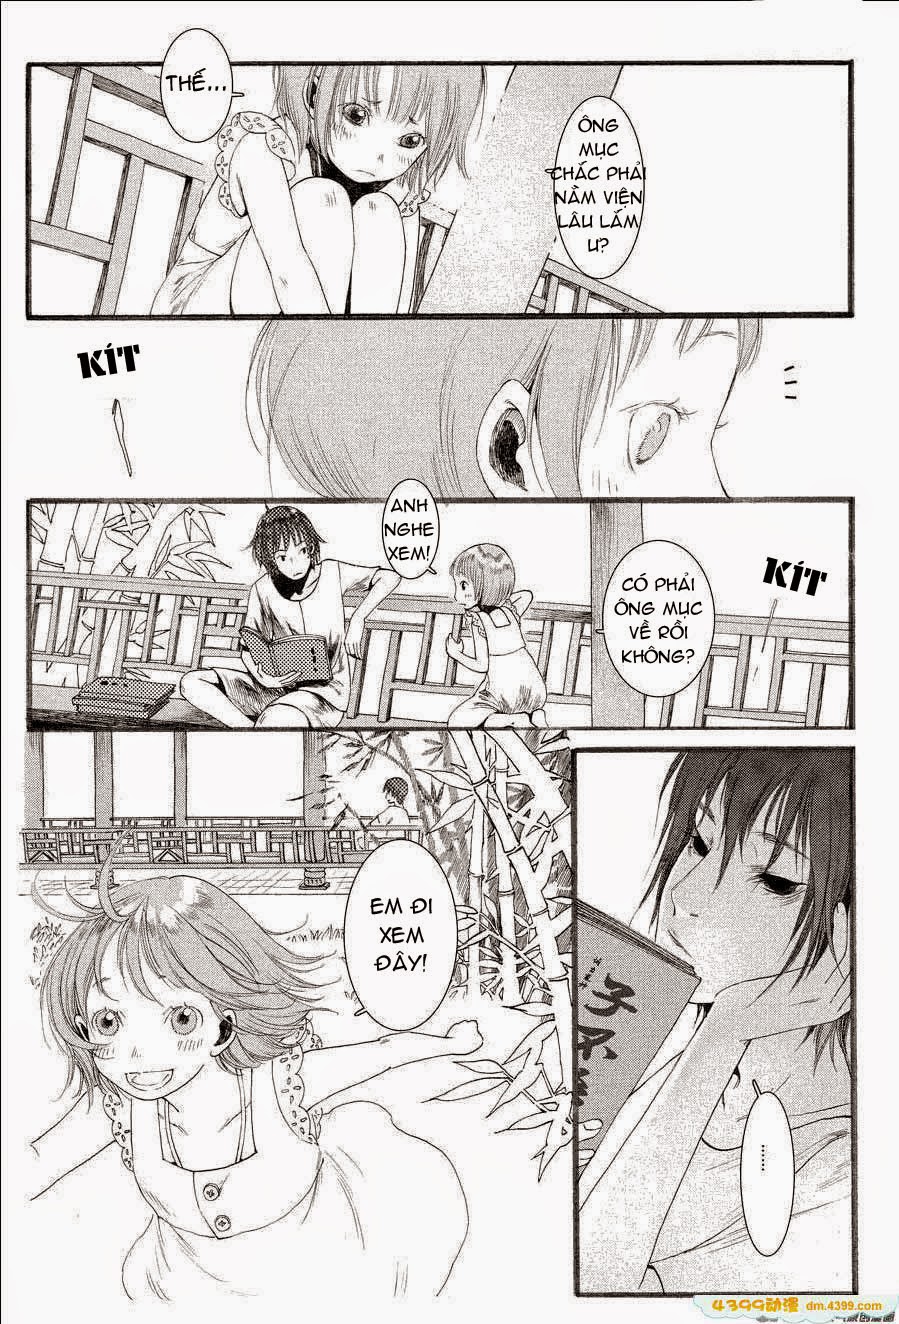 THẾ...
ÔNG
MỤC
CHẮC PHẢI
NẰM VIỆN
LÂU LẮM
Ư?
KÍT
ANH
NGHE
XEM!
CÓ PHẢI
ÔNG MỤC
VỀ RỒI
KHÔNG?
KÍT
EM ĐI
XEM
ĐÂY!
........
4399动漫 dm.4399.com